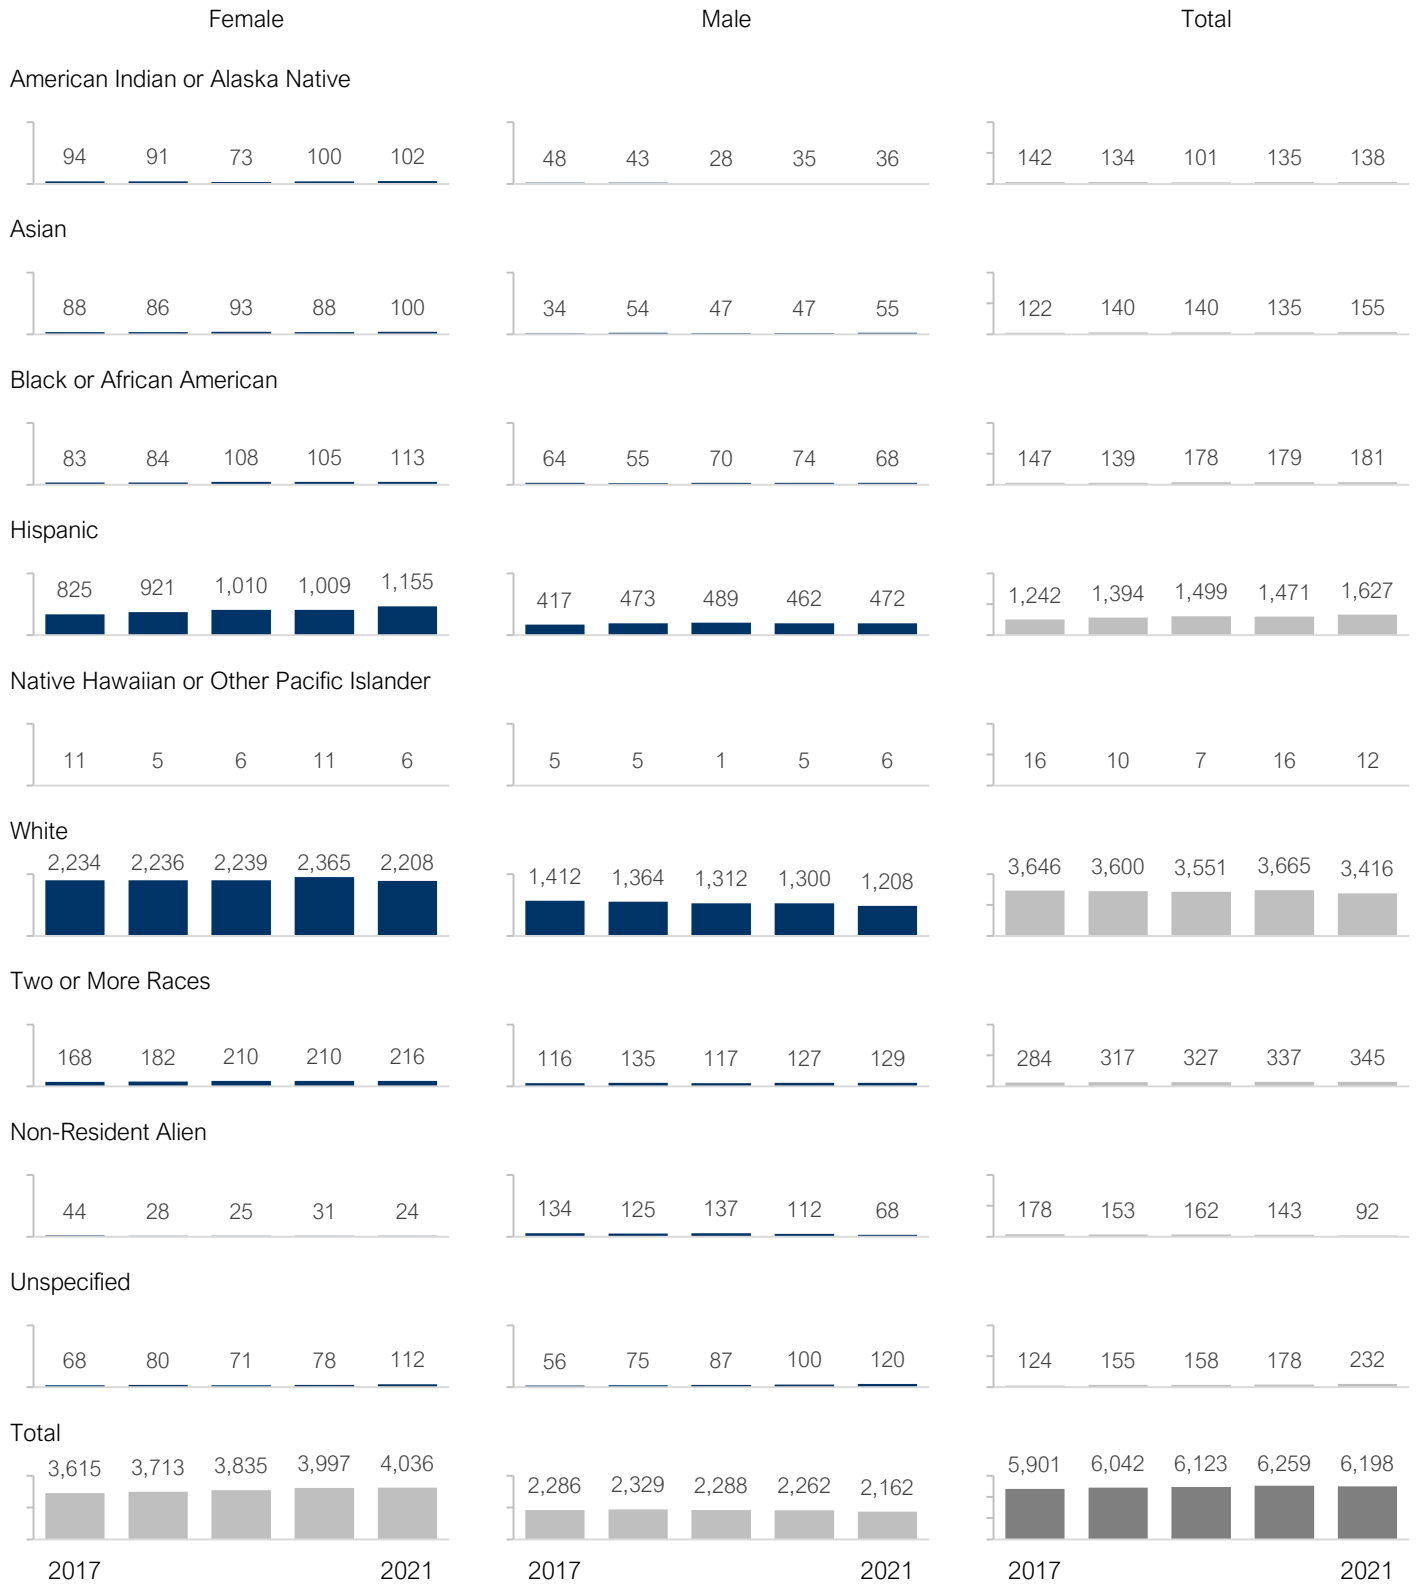 Female Male Total
American Indian or Alaska Native
94 91 73 100 102 48 43 28 35 36 142 134 101 135 138
Asian
88 86 93 88 100 34 54 47 47 55 122 140 140 135 155
Black or African American
83 84 108 105 113 64 55 70 74 68 147 139 178 179 181
Hispanic
825 921 1,010 1,009 1,155 417 473 489 462 472 1,242 1,394 1,499 1,471 1,627
Native Hawaiian or Other Pacific Islander
11 5 6 11 6 5 5 1 5 6 16 10 7 16 12
White
2,234 2,236 2,239 2,365 2,208 1,412 1,364 1,312 1,300 1,208 3,646 3,600 3,551 3,665 3,416
Two or More Races
168 182 210 210 216 116 135 117 127 129 284 317 327 337 345
Non-Resident Alien
44 28 25 31 24 134 125 137 112 68 178 153 162 143 92
Unspecified
68 80 71 78 112 56 75 87 100 120 124 155 158 178 232
Total
3,615 3,713 3,835 3,997 4,036 2,286 2,329 2,288 2,262 2,162 5,901 6,042 6,123 6,259 6,198
2017 2021 2017 2021 2017 2021